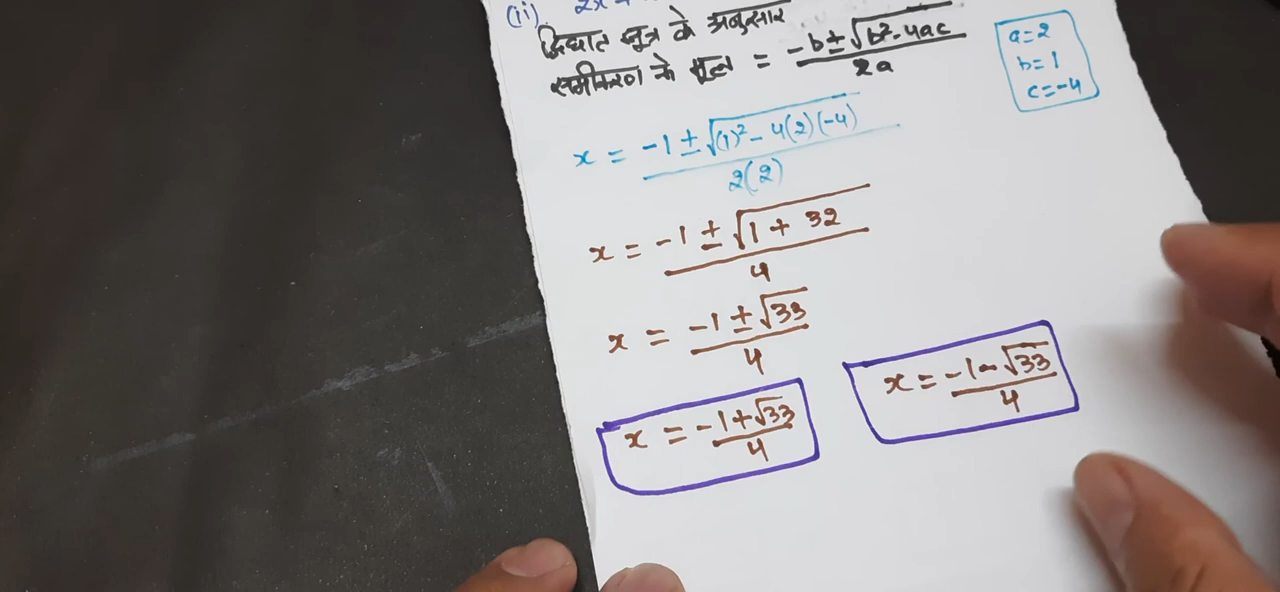 (ii) 2x
द्विघात सूत्र के अनुसार
समीकरण के मूल = -b ± √b² - 4ac / 2a
a = 2
b = 1
c = -4
x = -1 ± √(1)² - 4(2)(-4) / 2(2)
x = -1 ± √1 + 32 / 4
x = -1 ± √33 / 4
x = -1 + √33 / 4
x = -1 - √33 / 4